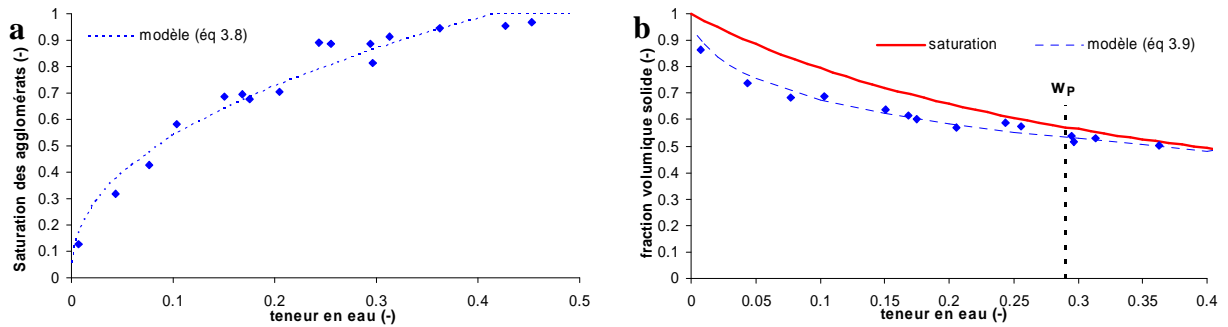 a
modèle (éq 3.8)
Saturation des agglomérats (-)
1
0.9
0.8
0.7
0.6
0.5
0.4
0.3
0.2
0.1
0
0 0.1 0.2 0.3 0.4 0.5
teneur en eau (-)
b
saturation
modèle (éq 3.9)
wP
fraction volumique solide (-)
1
0.9
0.8
0.7
0.6
0.5
0.4
0.3
0.2
0.1
0
0 0.05 0.1 0.15 0.2 0.25 0.3 0.35 0.4
teneur en eau (-)